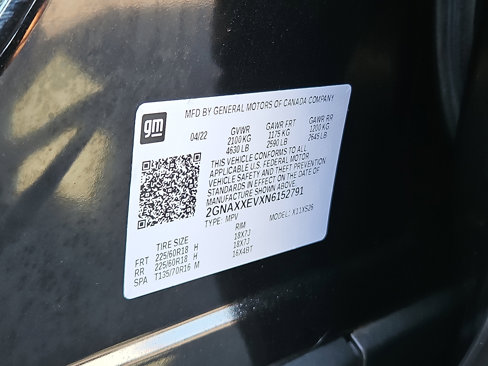 gm
MFD BY GENERAL MOTORS OF CANADA COMPANY
04/22 GVWR GAWR FRT GAWR RR
2100 KG 1175 KG 1200 KG
4630 LB 2590 LB 2645 LB
THIS VEHICLE CONFORMS TO ALL
APPLICABLE U.S. FEDERAL MOTOR
VEHICLE SAFETY AND THEFT PREVENTION
STANDARDS IN EFFECT ON THE DATE OF
MANUFACTURE SHOWN ABOVE
2GNAXXEVXN6152791
TYPE: MPV MODEL: X11XS26
TIRE SIZE RIM
FRT 225/60R18 H 18X7J
RR 225/60R18 H 18X7J
SPA T135/70R16 M 16X4BT